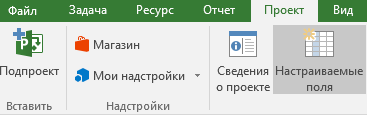 Файл Задача Ресурс Отчет Проект Вид
Подпроект
Магазин
Мои надстройки
Сведения
о проекте
Настраиваемые
поля
Вставить
Надстройки